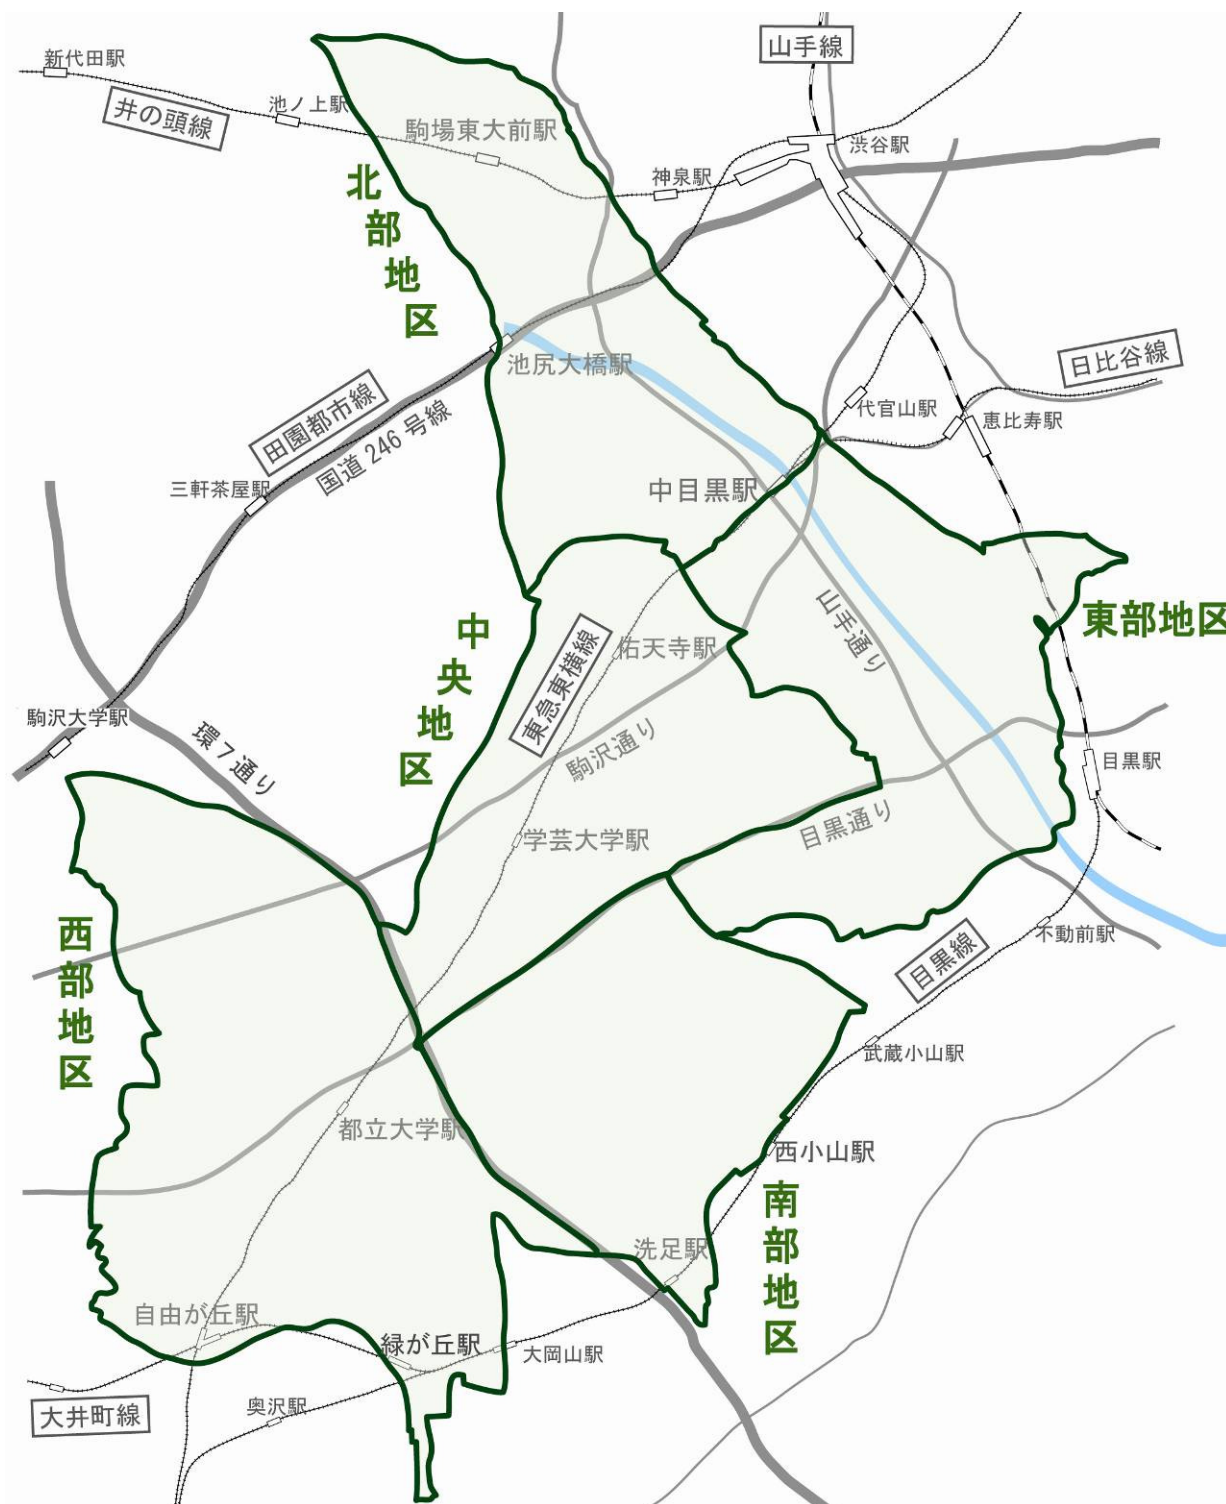 山手線
新代田駅
池ノ上駅
井の頭線
駒場東大前駅
渋谷駅
神泉駅
北部地区
池尻大橋駅
日比谷線
田園都市線
国道246号線
代官山駅
恵比寿駅
三軒茶屋駅
中目黒駅
山手通り
東部地区
中央地区
祐天寺駅
東急東横線
駒沢通り
駒沢大学駅
環7通り
目黒駅
学芸大学駅
目黒通り
西部地区
不動前駅
目黒線
武蔵小山駅
都立大学駅
西小山駅
南部地区
洗足駅
自由が丘駅
緑が丘駅
大岡山駅
奥沢駅
大井町線